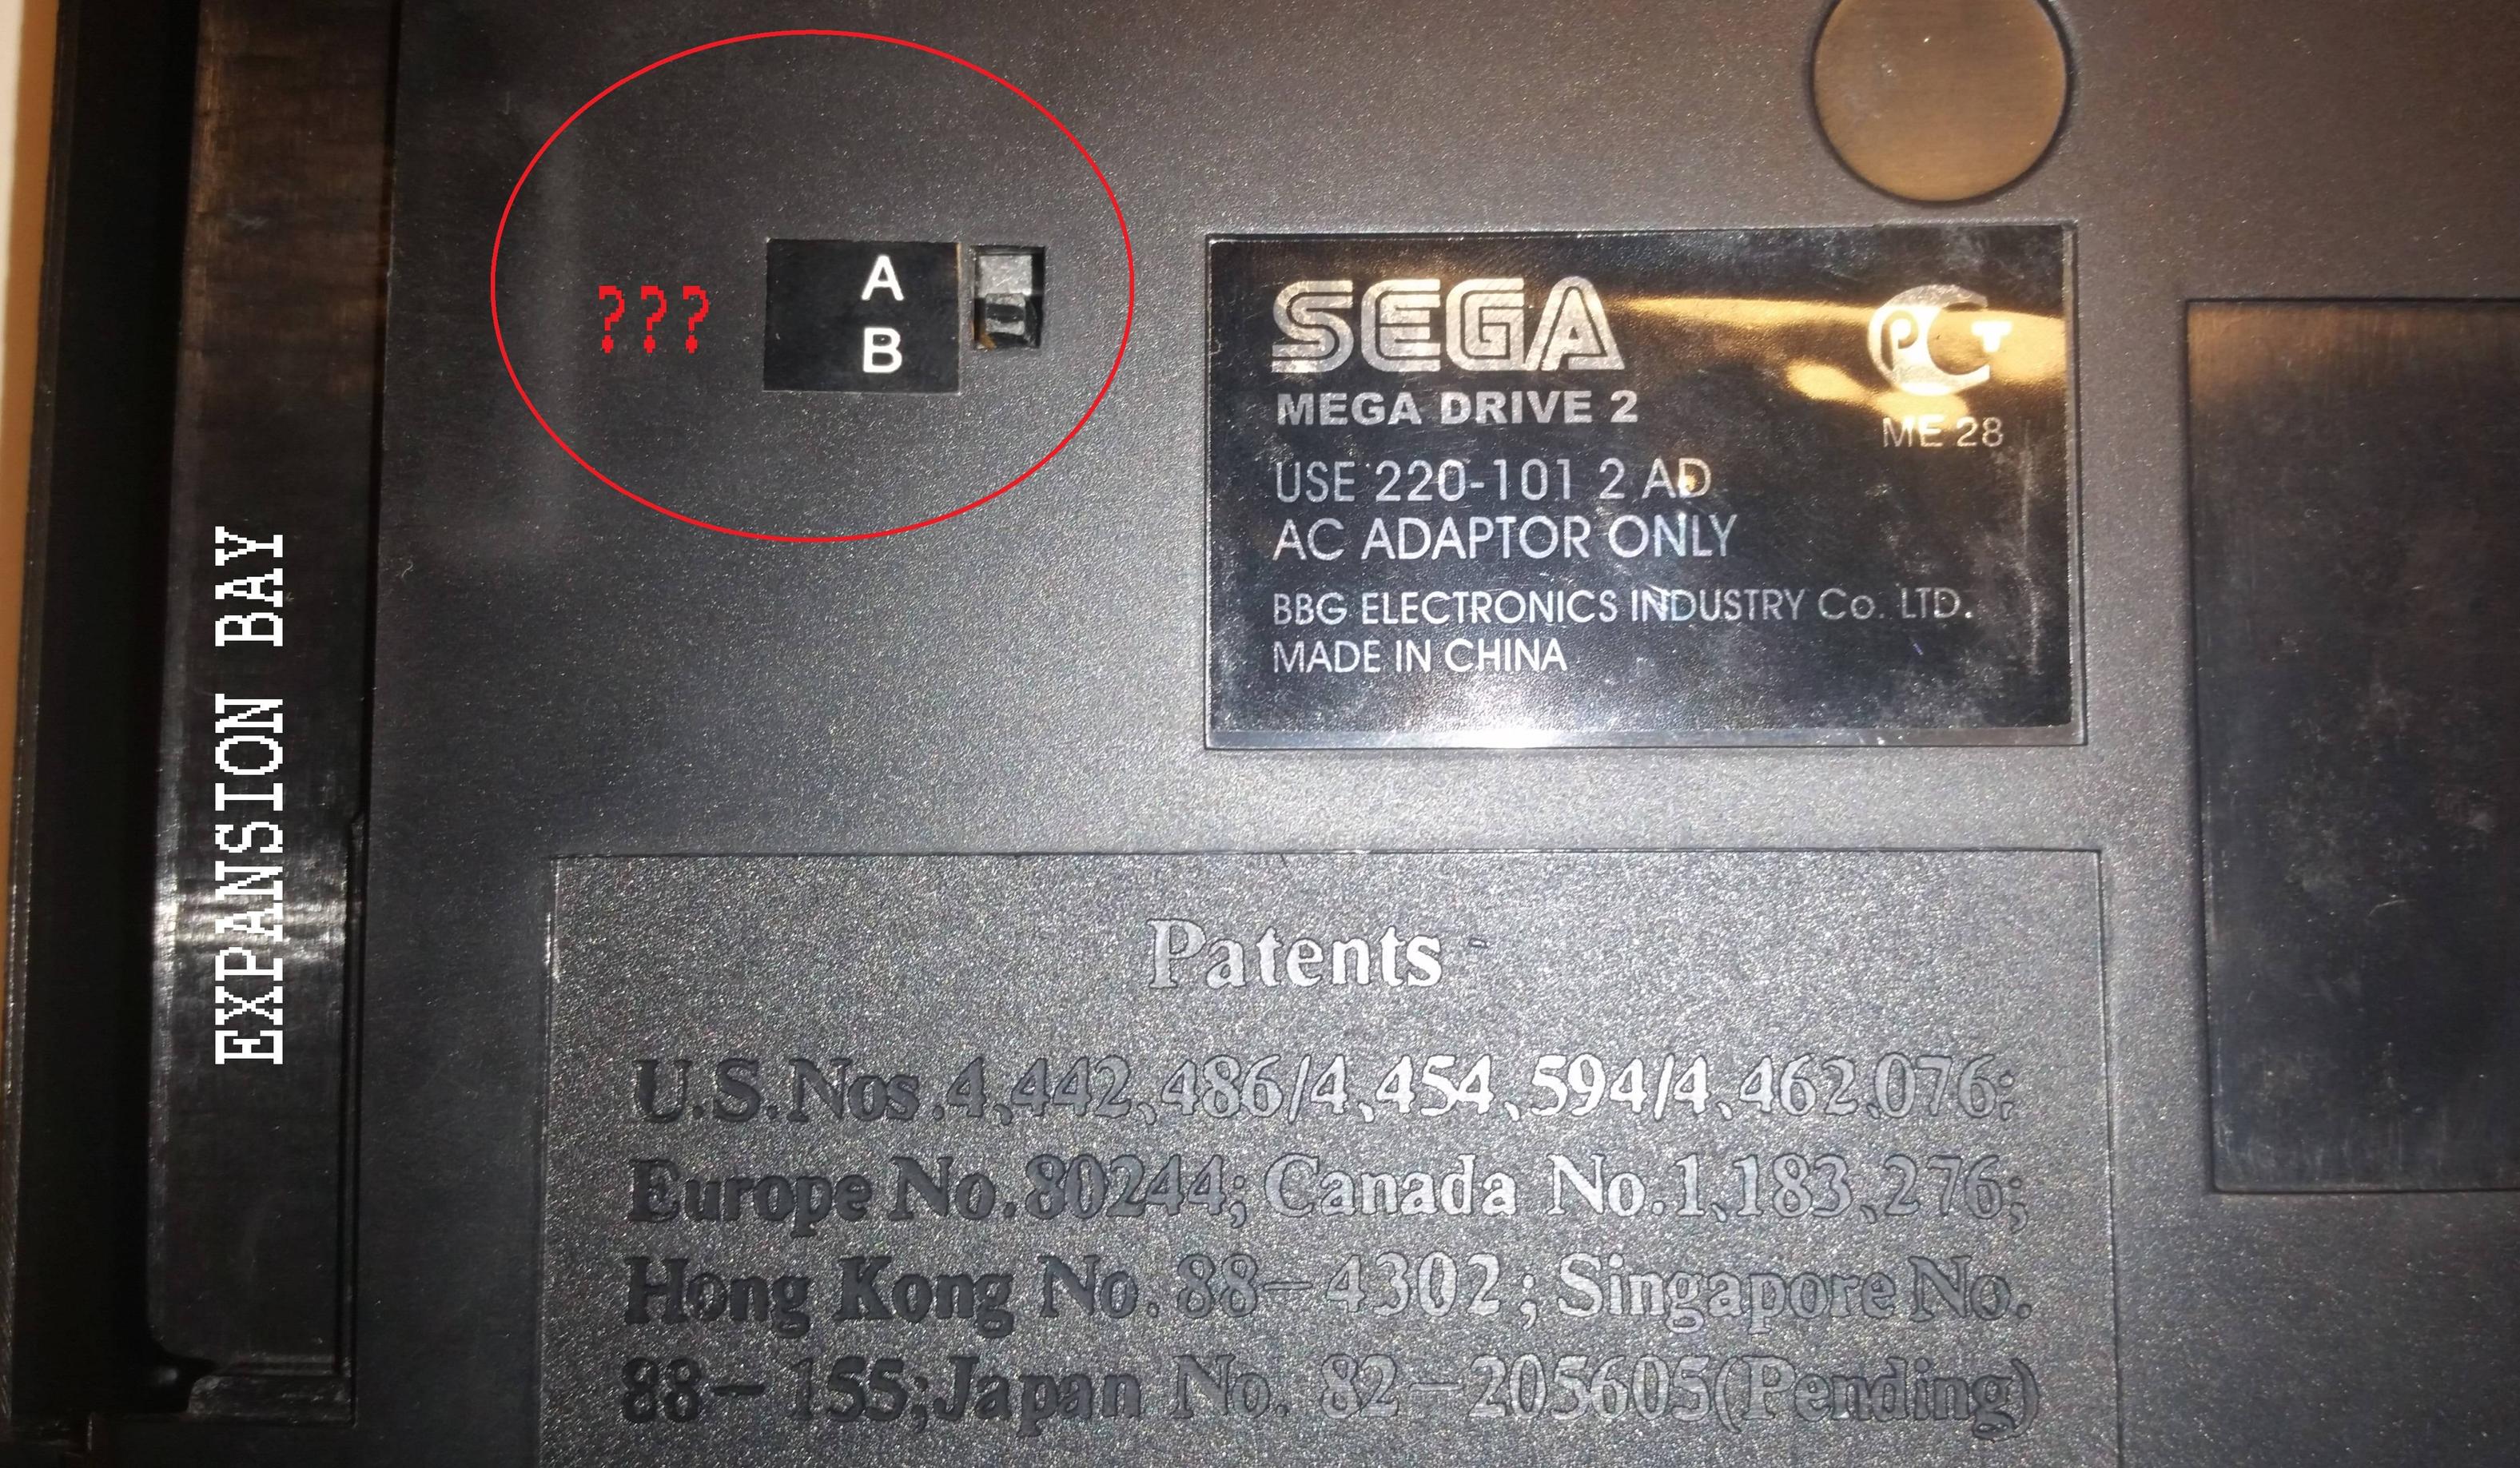 ???
A
B
SEGA
MEGA DRIVE 2
PCT
ME 28
USE 220-101 2 AD
AC ADAPTOR ONLY
BBG ELECTRONICS INDUSTRY Co. LTD.
MADE IN CHINA
EXPANSION BAY
Patents
U.S.Nos.4,442,486/4,454,594/4,462,076;
Europe No.80244; Canada No.1,183,276;
Hong Kong No. 88-4302; Singapore No.
88-155;Japan No. 82-205605(Pending)